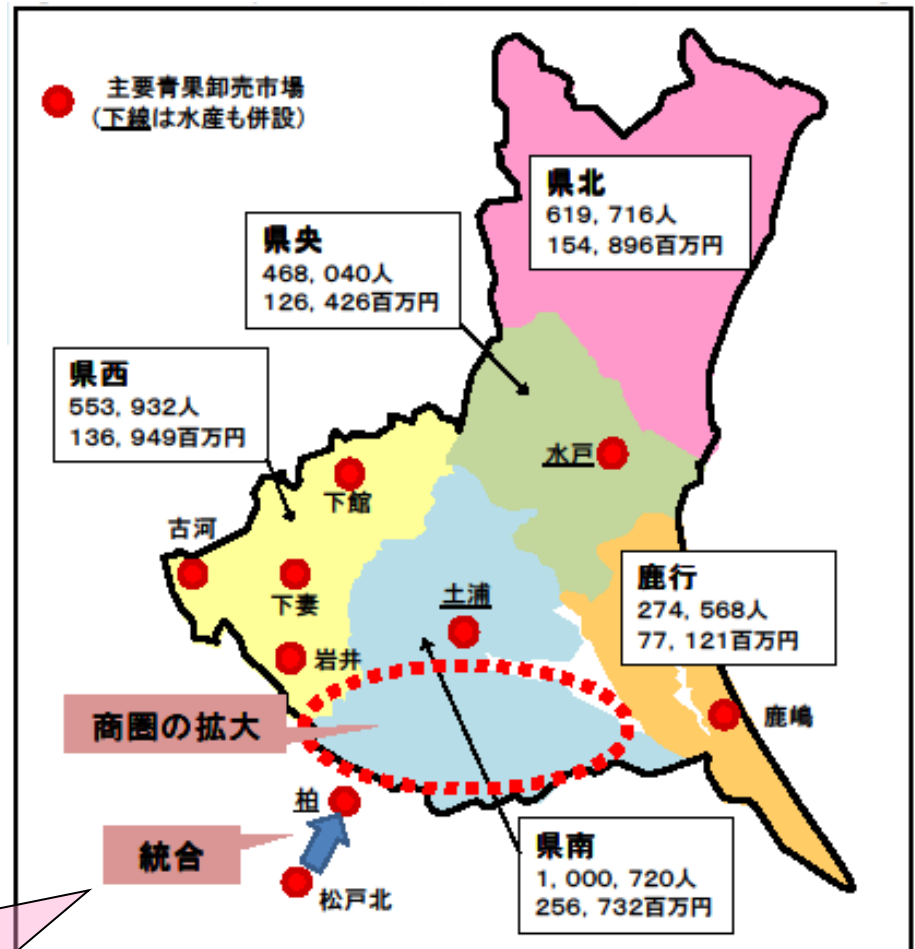 主要青果卸売市場
(下線は水産も併設)
県北
619, 716人
154, 896百万円
県央
468, 040人
126, 426百万円
県西
553, 932人
136, 949百万円
水戸
下館
古河
下妻
土浦
鹿行
274, 568人
77, 121百万円
岩井
商圏の拡大
鹿嶋
柏
統合
松戸北
県南
1, 000, 720人
256, 732百万円